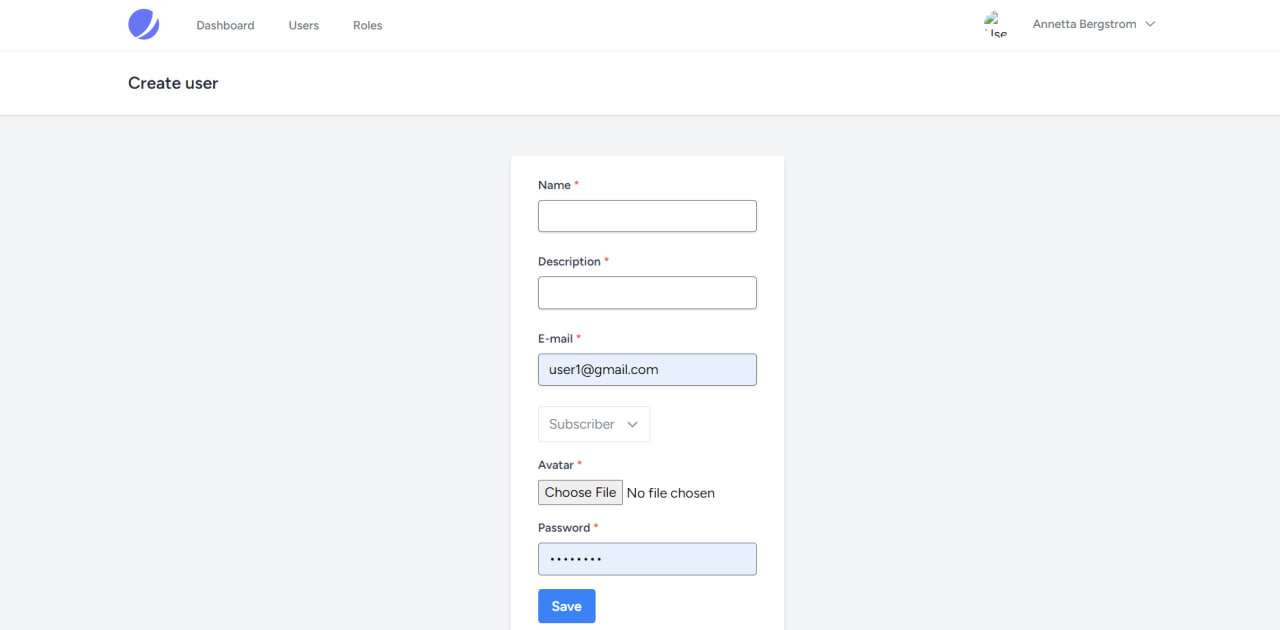 Dashboard Users Roles Use Annetta Bergstrom
Create user
Name *
Description *
E-mail *
user1@gmail.com
Subscriber
Avatar *
Choose File No file chosen
Password *
••••••••
Save